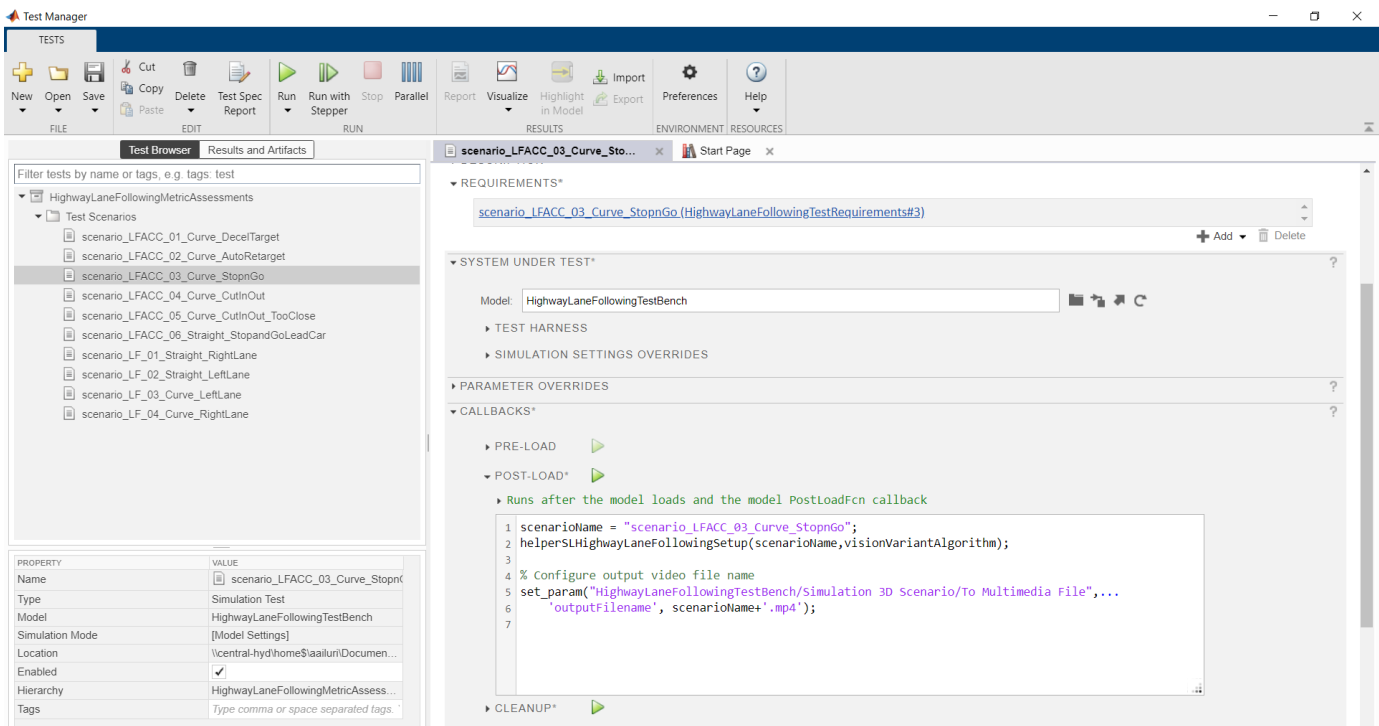 Test Manager
TESTS
New
Open
Save
Cut
Copy
Paste
Delete
Test Spec
Report
Run
Run with
Stepper
Stop
Parallel
Report
Visualize
Highlight
in Model
Import
Export
Preferences
Help
FILE
EDIT
RUN
RESULTS
ENVIRONMENT
RESOURCES
Test Browser
Results and Artifacts
Filter tests by name or tags, e.g. tags: test
HighwayLaneFollowingMetricAssessments
Test Scenarios
scenario_LFACC_01_Curve_DecelTarget
scenario_LFACC_02_Curve_AutoRetarget
scenario_LFACC_03_Curve_StopnGo
scenario_LFACC_04_Curve_CutInOut
scenario_LFACC_05_Curve_CutInOut_TooClose
scenario_LFACC_06_Straight_StopandGoLeadCar
scenario_LF_01_Straight_RightLane
scenario_LF_02_Straight_LeftLane
scenario_LF_03_Curve_LeftLane
scenario_LF_04_Curve_RightLane
PROPERTY VALUE
Name scenario_LFACC_03_Curve_Stopn
Type Simulation Test
Model HighwayLaneFollowingTestBench
Simulation Mode [Model Settings]
Location \\central-hyd\home$\aailuri\Documen...
Enabled
Hierarchy HighwayLaneFollowingMetricAssess...
Tags Type comma or space separated tags.
scenario_LFACC_03_Curve_Sto... ×
Start Page ×
REQUIREMENTS*
scenario_LFACC_03_Curve_StopnGo (HighwayLaneFollowingTestRequirements#3)
Add
Delete
SYSTEM UNDER TEST* ?
Model: HighwayLaneFollowingTestBench
TEST HARNESS
SIMULATION SETTINGS OVERRIDES
PARAMETER OVERRIDES ?
CALLBACKS* ?
PRE-LOAD
POST-LOAD*
Runs after the model loads and the model PostLoadFcn callback
1 scenarioName = "scenario_LFACC_03_Curve_StopnGo";
2 helperSLHighwayLaneFollowingSetup(scenarioName,visionVariantAlgorithm);
3
4 % Configure output video file name
5 set_param("HighwayLaneFollowingTestBench/Simulation 3D Scenario/To Multimedia File",...
6 'outputFilename', scenarioName+'.mp4');
7
CLEANUP*